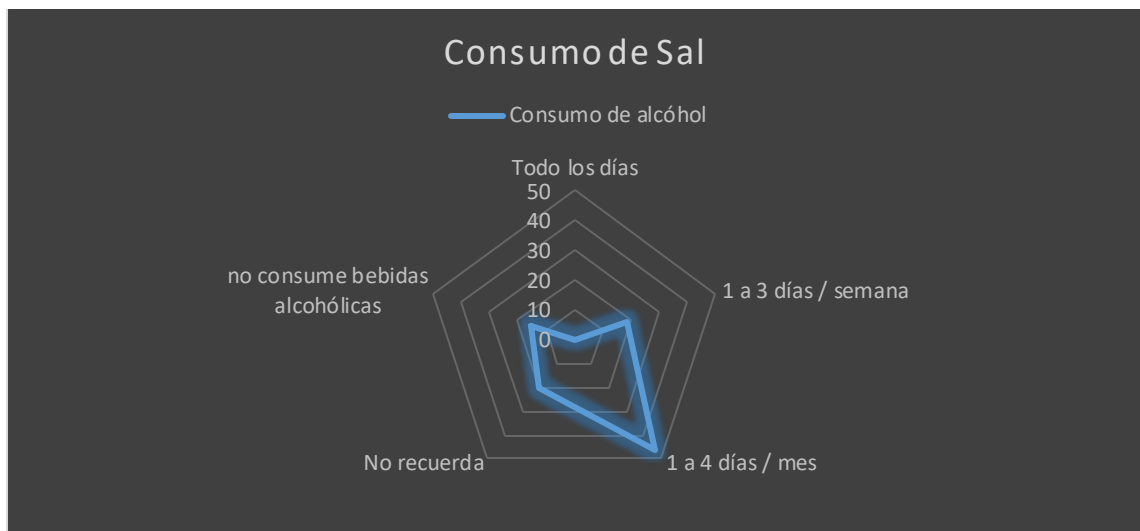 Consumo de Sal
Consumo de alcóhol
Todo los días
50
40
30
20
10
0
1 a 3 días / semana
1 a 4 días / mes
No recuerda
no consume bebidas
alcohólicas